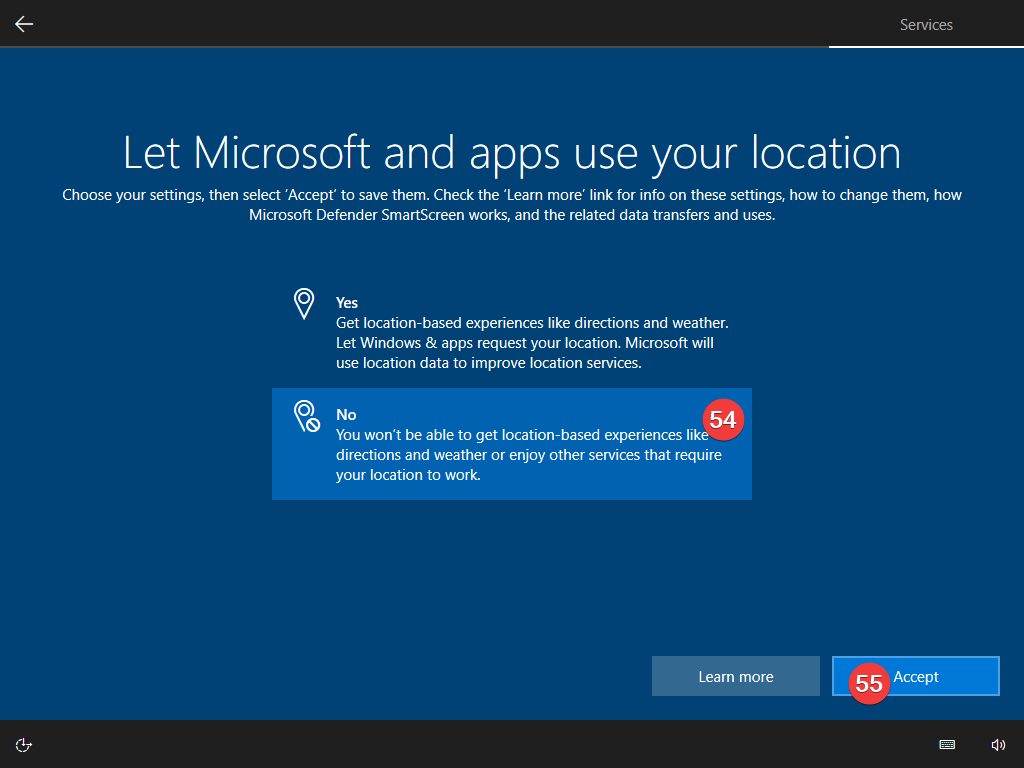 Services
Let Microsoft and apps use your location
Choose your settings, then select ‘Accept’ to save them. Check the ‘Learn more’ link for info on these settings, how to change them, how
Microsoft Defender SmartScreen works, and the related data transfers and uses.
Yes
Get location-based experiences like directions and weather.
Let Windows & apps request your location. Microsoft will
use location data to improve location services.
No
54
You won’t be able to get location-based experiences like
directions and weather or enjoy other services that require
your location to work.
Learn more
55 Accept